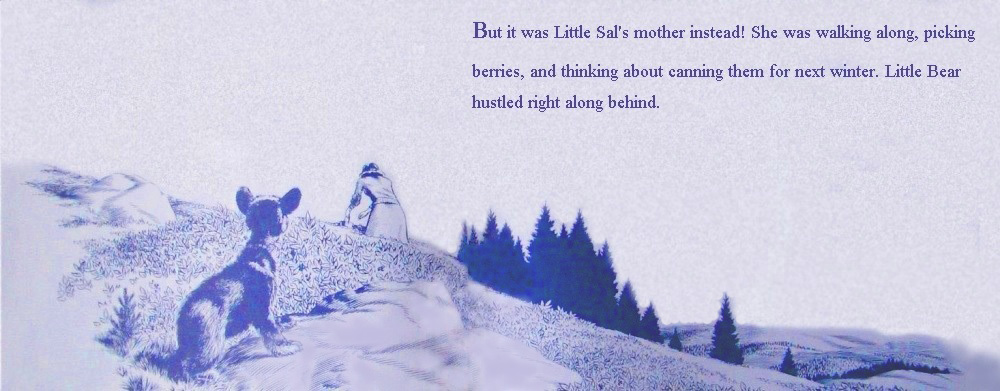 But it was Little Sal's mother instead! She was walking along, picking
berries, and thinking about canning them for next winter. Little Bear
hustled right along behind.